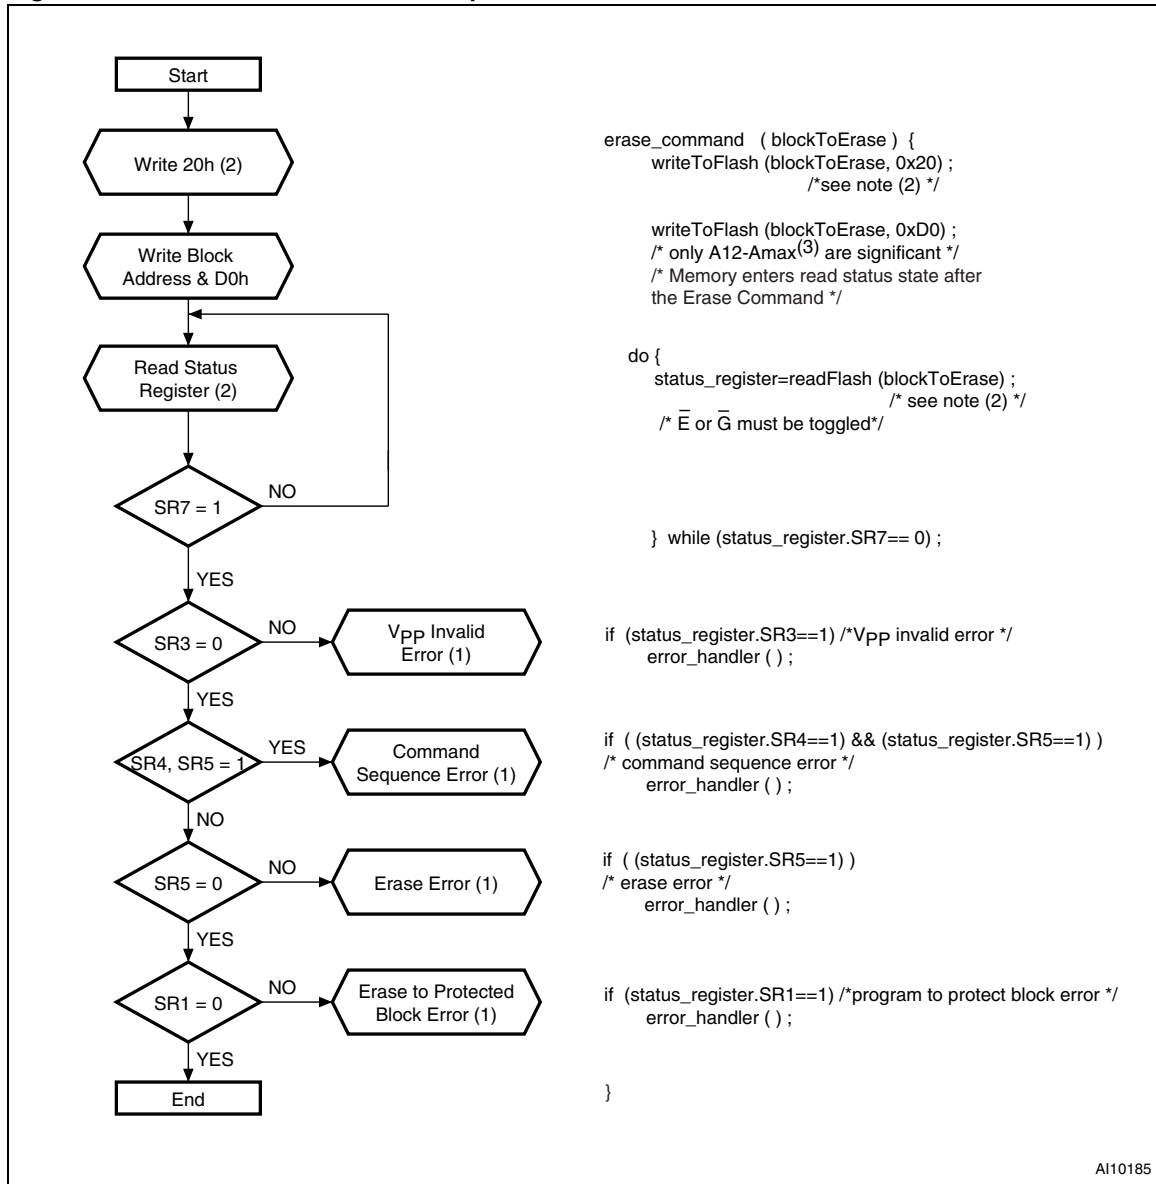 Start
Write 20h (2)
Write Block
Address & D0h
Read Status
Register (2)
SR7 = 1
NO
YES
SR3 = 0
NO
VPP Invalid
Error (1)
YES
SR4, SR5 = 1
YES
Command
Sequence Error (1)
NO
SR5 = 0
NO
Erase Error (1)
YES
SR1 = 0
NO
Erase to Protected
Block Error (1)
YES
End
erase_command ( blockToErase ) {
writeToFlash (blockToErase, 0x20) ;
/*see note (2) */
writeToFlash (blockToErase, 0xD0) ;
/* only A12-Amax(3) are significant */
/* Memory enters read status state after
the Erase Command */
do {
status_register=readFlash (blockToErase) ;
/* see note (2) */
/* E̅ or G̅ must be toggled*/
} while (status_register.SR7== 0) ;
if (status_register.SR3==1) /*VPP invalid error */
error_handler ( ) ;
if ( (status_register.SR4==1) && (status_register.SR5==1) )
/* command sequence error */
error_handler ( ) ;
if ( (status_register.SR5==1) )
/* erase error */
error_handler ( ) ;
if (status_register.SR1==1) /*program to protect block error */
error_handler ( ) ;
}
AI10185